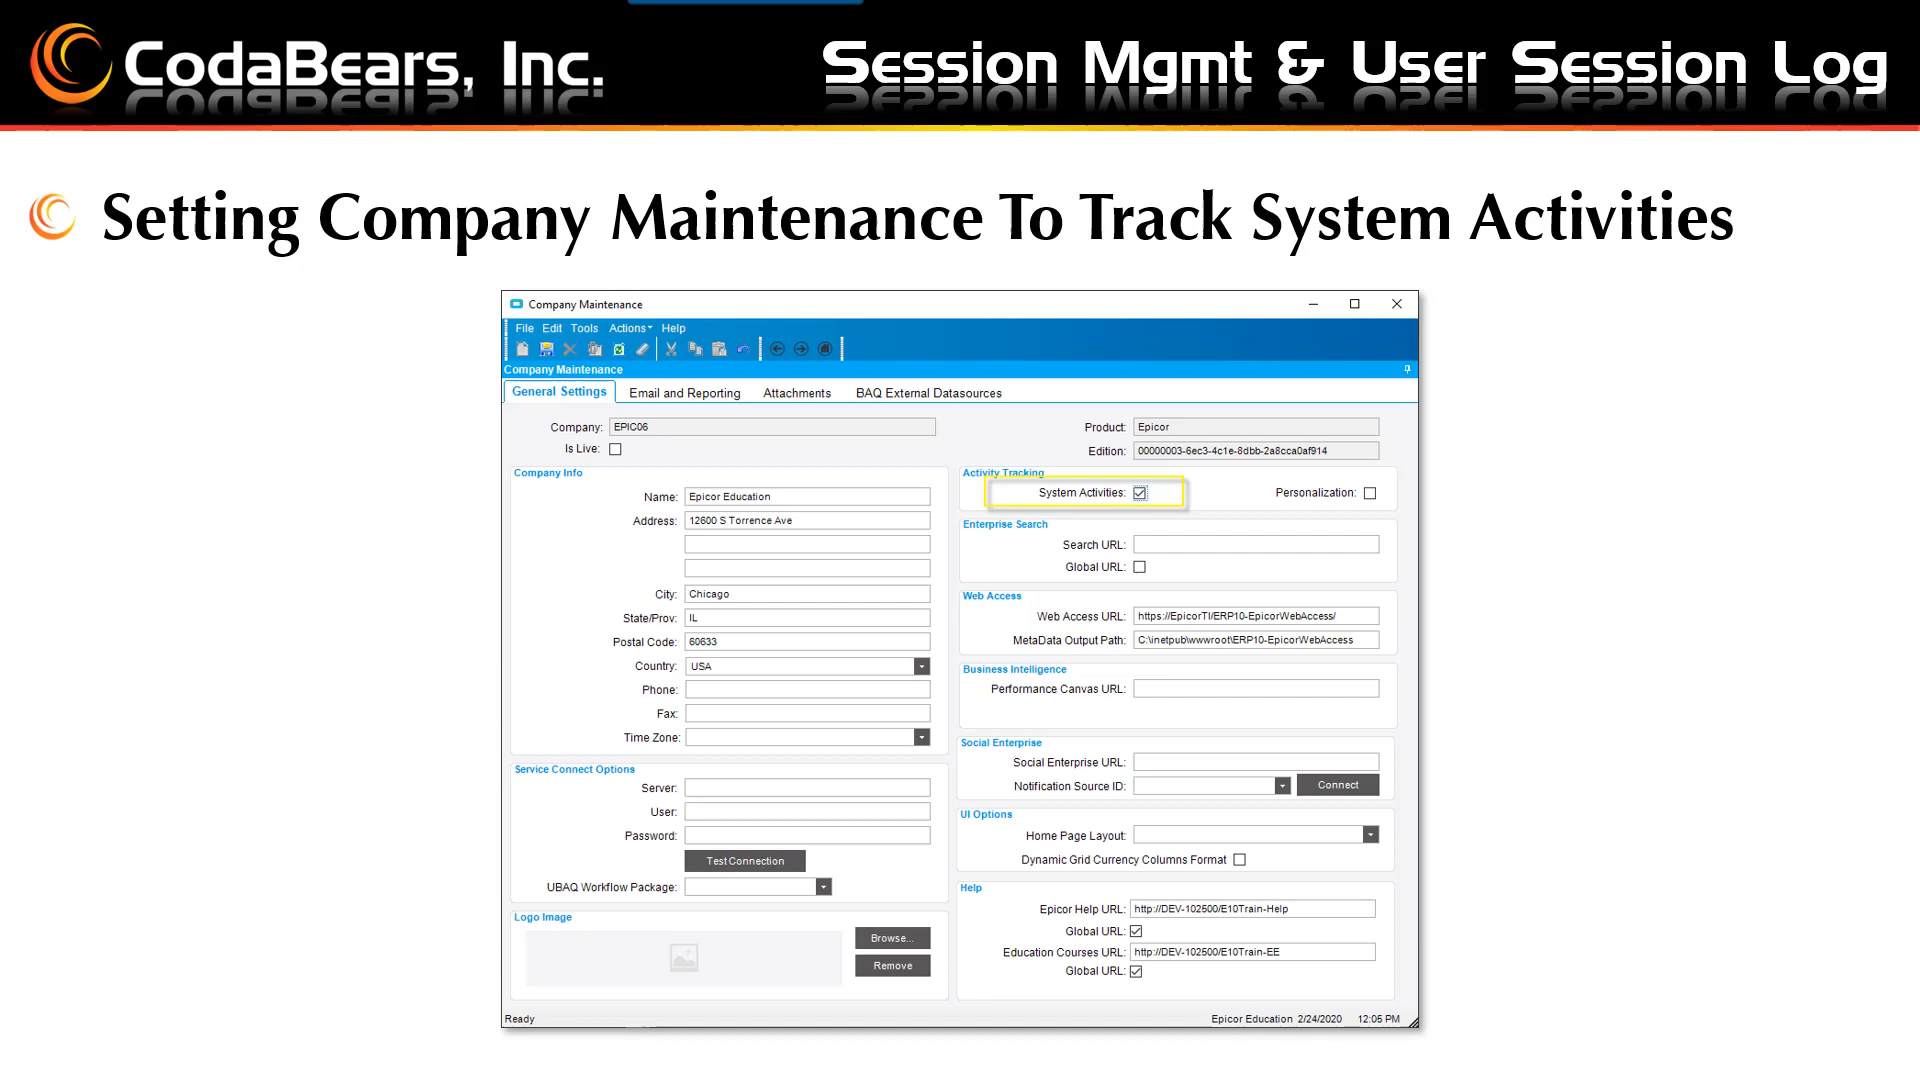 CodaBears, Inc.
Session Mgmt & User Session Log
Setting Company Maintenance To Track System Activities
Company Maintenance
File Edit Tools Actions Help
Company Maintenance
General Settings Email and Reporting Attachments BAQ External Datasources
Company: EPIC06
Is Live:
Product: Epicor
Edition: 00000003-6ec3-4c1e-8dbb-2a8cca0af914
Company Info
Name: Epicor Education
Address: 12600 S Torrence Ave
City: Chicago
State/Prov: IL
Postal Code: 60633
Country: USA
Phone:
Fax:
Time Zone:
Service Connect Options
Server:
User:
Password:
Test Connection
UBAQ Workflow Package:
Logo Image
Browse...
Remove
Activity Tracking
System Activities: Personalization:
Enterprise Search
Search URL:
Global URL:
Web Access
Web Access URL: https://EpicorTI/ERP10-EpicorWebAccess/
MetaData Output Path: C:\inetpub\wwwroot\ERP10-EpicorWebAccess
Business Intelligence
Performance Canvas URL:
Social Enterprise
Social Enterprise URL:
Notification Source ID: Connect
UI Options
Home Page Layout:
Dynamic Grid Currency Columns Format
Help
Epicor Help URL: http://DEV-102500/E10Train-Help
Global URL:
Education Courses URL: http://DEV-102500/E10Train-EE
Global URL:
Ready Epicor Education 2/24/2020 12:05 PM